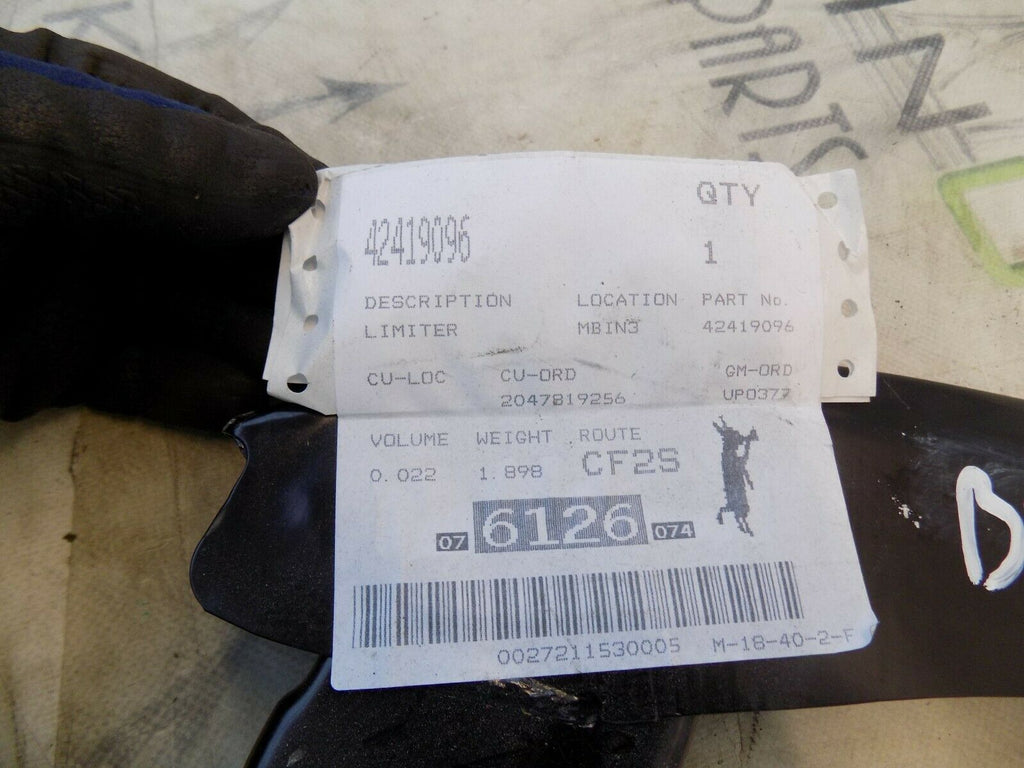 PARTS
N
QTY
42419096
1
DESCRIPTION LOCATION PART No.
LIMITER MBIN3 42419096
CU-LOC CU-ORD GM-ORD
2047819256 UP0377
VOLUME WEIGHT ROUTE
0.022 1.898 CF2S
07 6126 074
0027211530005 M-18-40-2-F
D